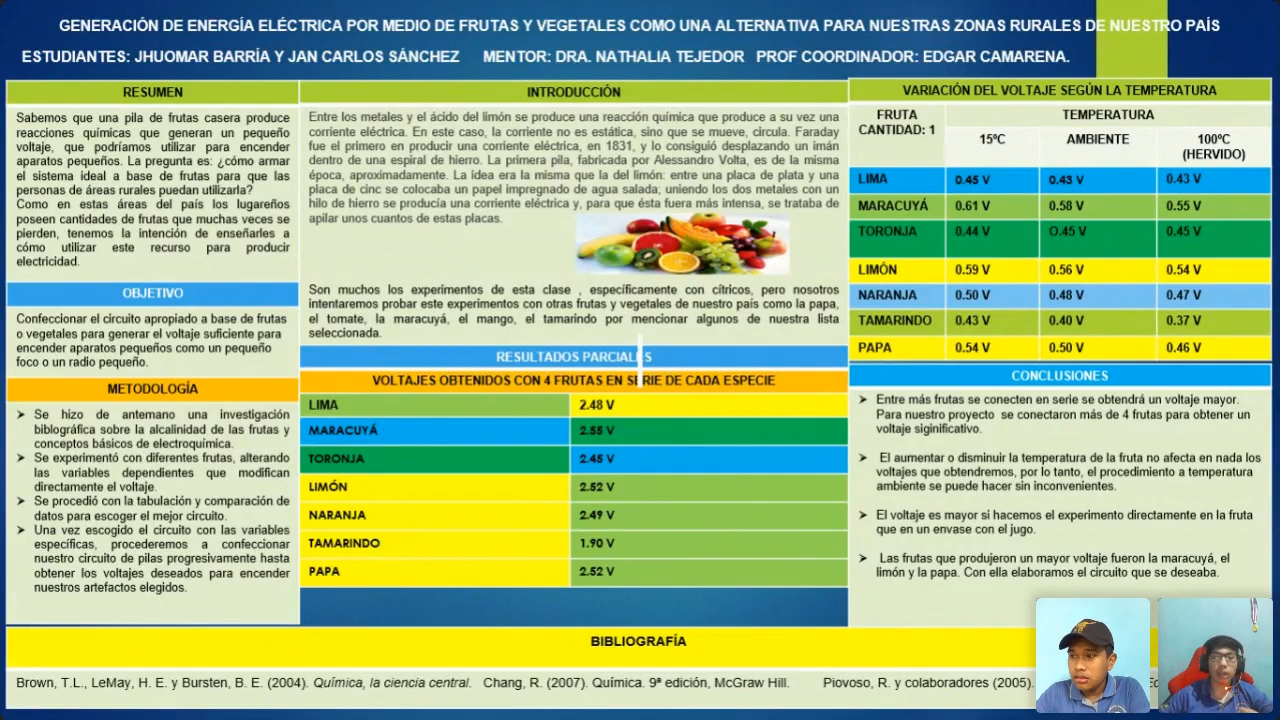 GENERACIÓN DE ENERGÍA ELÉCTRICA POR MEDIO DE FRUTAS Y VEGETALES COMO UNA ALTERNATIVA PARA NUESTRAS ZONAS RURALES DE NUESTRO PAÍS
ESTUDIANTES: JHUOMAR BARRÍA Y JAN CARLOS SÁNCHEZ MENTOR: DRA. NATHALIA TEJEDOR PROF COORDINADOR: EDGAR CAMARENA.
RESUMEN
Sabemos que una pila de frutas casera produce
reacciones químicas que generan un pequeño
voltaje, que podríamos utilizar para encender
aparatos pequeños. La pregunta es: ¿cómo armar
el sistema ideal a base de frutas para que las
personas de áreas rurales puedan utilizarla?
Como en estas áreas del país los lugareños
poseen cantidades de frutas que muchas veces se
pierden, tenemos la intención de enseñarles a
cómo utilizar este recurso para producir
electricidad.
OBJETIVO
Confeccionar el circuito apropiado a base de frutas
o vegetales para generar el voltaje suficiente para
encender aparatos pequeños como un pequeño
foco o un radio pequeño.
METODOLOGÍA
➤ Se hizo de antemano una investigación
bibliográfica sobre la alcalinidad de las frutas y
conceptos básicos de electroquímica.
➤ Se experimentó con diferentes frutas, alterando
las variables dependientes que modifican
directamente el voltaje.
➤ Se procedió con la tabulación y comparación de
datos para escoger el mejor circuito.
➤ Una vez escogido el circuito con las variables
específicas, procederemos a confeccionar
nuestro circuito de pilas progresivamente hasta
obtener los voltajes deseados para encender
nuestros artefactos elegidos.
INTRODUCCIÓN
Entre los metales y el ácido del limón se produce una reacción química que produce a su vez una
corriente eléctrica. En este caso, la corriente no es estática, sino que se mueve, circula. Faraday
fue el primero en producir una corriente eléctrica, en 1831, y lo consiguió desplazando un imán
dentro de una espiral de hierro. La primera pila, fabricada por Alessandro Volta, es de la misma
época, aproximadamente. La idea era la misma que la del limón: entre una placa de plata y una
placa de cinc se colocaba un papel impregnado de agua salada; uniendo los dos metales con un
hilo de hierro se producía una corriente eléctrica y, para que ésta fuera más intensa, se trataba de
apilar unos cuantos de estas placas.
Son muchos los experimentos de esta clase , específicamente con cítricos, pero nosotros
intentaremos probar este experimentos con otras frutas y vegetales de nuestro país como la papa,
el tomate, la maracuyá, el mango, el tamarindo por mencionar algunos de nuestra lista
seleccionada.
RESULTADOS PARCIALES
VOLTAJES OBTENIDOS CON 4 FRUTAS EN SERIE DE CADA ESPECIE
LIMA 2.48 V
MARACUYÁ 2.55 V
TORONJA 2.45 V
LIMÓN 2.52 V
NARANJA 2.49 V
TAMARINDO 1.90 V
PAPA 2.52 V
VARIACIÓN DEL VOLTAJE SEGÚN LA TEMPERATURA
FRUTA CANTIDAD: 1 TEMPERATURA
15ºC AMBIENTE 100ºC (HERVIDO)
LIMA 0.45 V 0.43 V 0.43 V
MARACUYÁ 0.61 V 0.58 V 0.55 V
TORONJA 0.44 V O.45 V 0.45 V
LIMÓN 0.59 V 0.56 V 0.54 V
NARANJA 0.50 V 0.48 V 0.47 V
TAMARINDO 0.43 V 0.40 V 0.37 V
PAPA 0.54 V 0.50 V 0.46 V
CONCLUSIONES
➤ Entre más frutas se conecten en serie se obtendrá un voltaje mayor.
Para nuestro proyecto se conectaron más de 4 frutas para obtener un
voltaje siginificativo.
➤ El aumentar o disminuir la temperatura de la fruta no afecta en nada los
voltajes que obtendremos, por lo tanto, el procedimiento a temperatura
ambiente se puede hacer sin inconvenientes.
➤ El voltaje es mayor si hacemos el experimento directamente en la fruta
que en un envase con el jugo.
➤ Las frutas que produjeron un mayor voltaje fueron la maracuyá, el
limón y la papa. Con ella elaboramos el circuito que se deseaba.
BIBLIOGRAFÍA
Brown, T.L., LeMay, H. E. y Bursten, B. E. (2004). Química, la ciencia central. Chang, R. (2007). Química. 9ª edición, McGraw Hill. Piovoso, R. y colaboradores (2005).